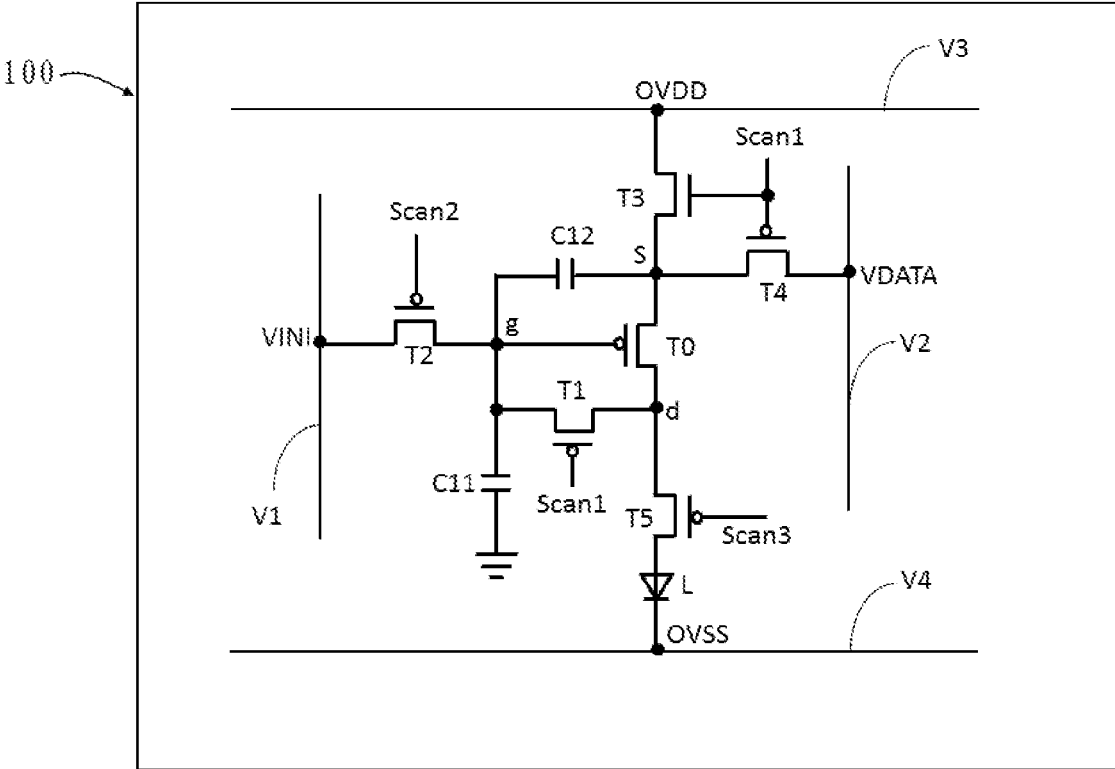 100
V3
OVDD
Scan1
T3
Scan2
C12
S
T4
VDATA
VINI
T2
g
T0
V2
T1
d
C11
Scan1
T5
Scan3
V1
L
V4
OVSS